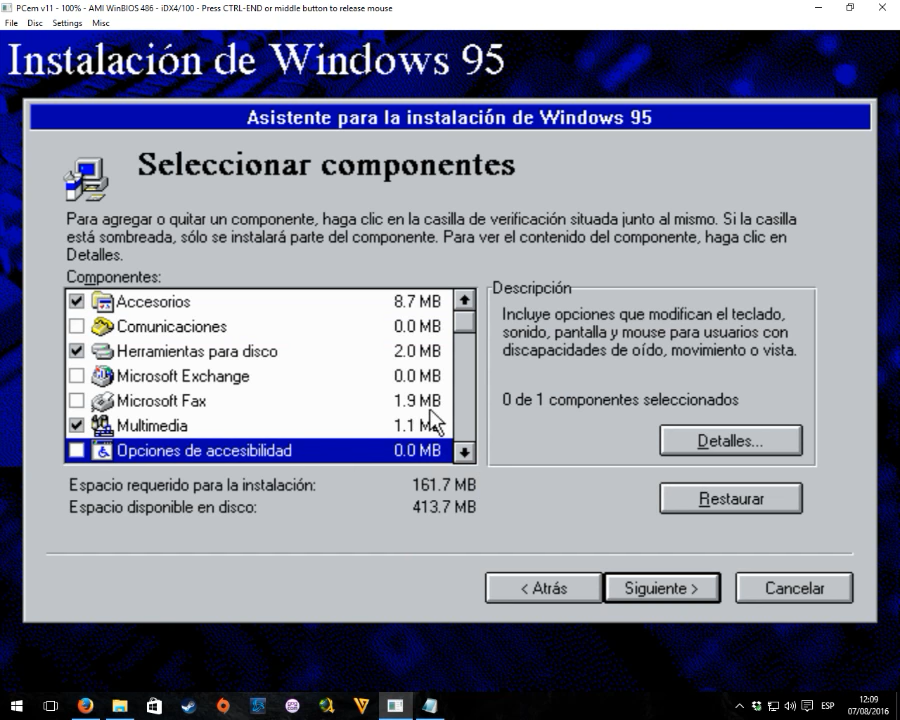 PCem v11 - 100% - AMI WinBIOS 486 - iDX4/100 - Press CTRL-END or middle button to release mouse
File Disc Settings Misc
Instalación de Windows 95
Asistente para la instalación de Windows 95
Seleccionar componentes
Para agregar o quitar un componente, haga clic en la casilla de verificación situada junto al mismo. Si la casilla
está sombreada, sólo se instalará parte del componente. Para ver el contenido del componente, haga clic en
Detalles.
Componentes:
Accesorios 8.7 MB
Comunicaciones 0.0 MB
Herramientas para disco 2.0 MB
Microsoft Exchange 0.0 MB
Microsoft Fax 1.9 MB
Multimedia 1.1 MB
Opciones de accesibilidad 0.0 MB
Descripción
Incluye opciones que modifican el teclado,
sonido, pantalla y mouse para usuarios con
discapacidades de oído, movimiento o vista.
0 de 1 componentes seleccionados
Detalles...
Espacio requerido para la instalación: 161.7 MB
Espacio disponible en disco: 413.7 MB
Restaurar
< Atrás
Siguiente >
Cancelar
ESP
12:09
07/08/2016